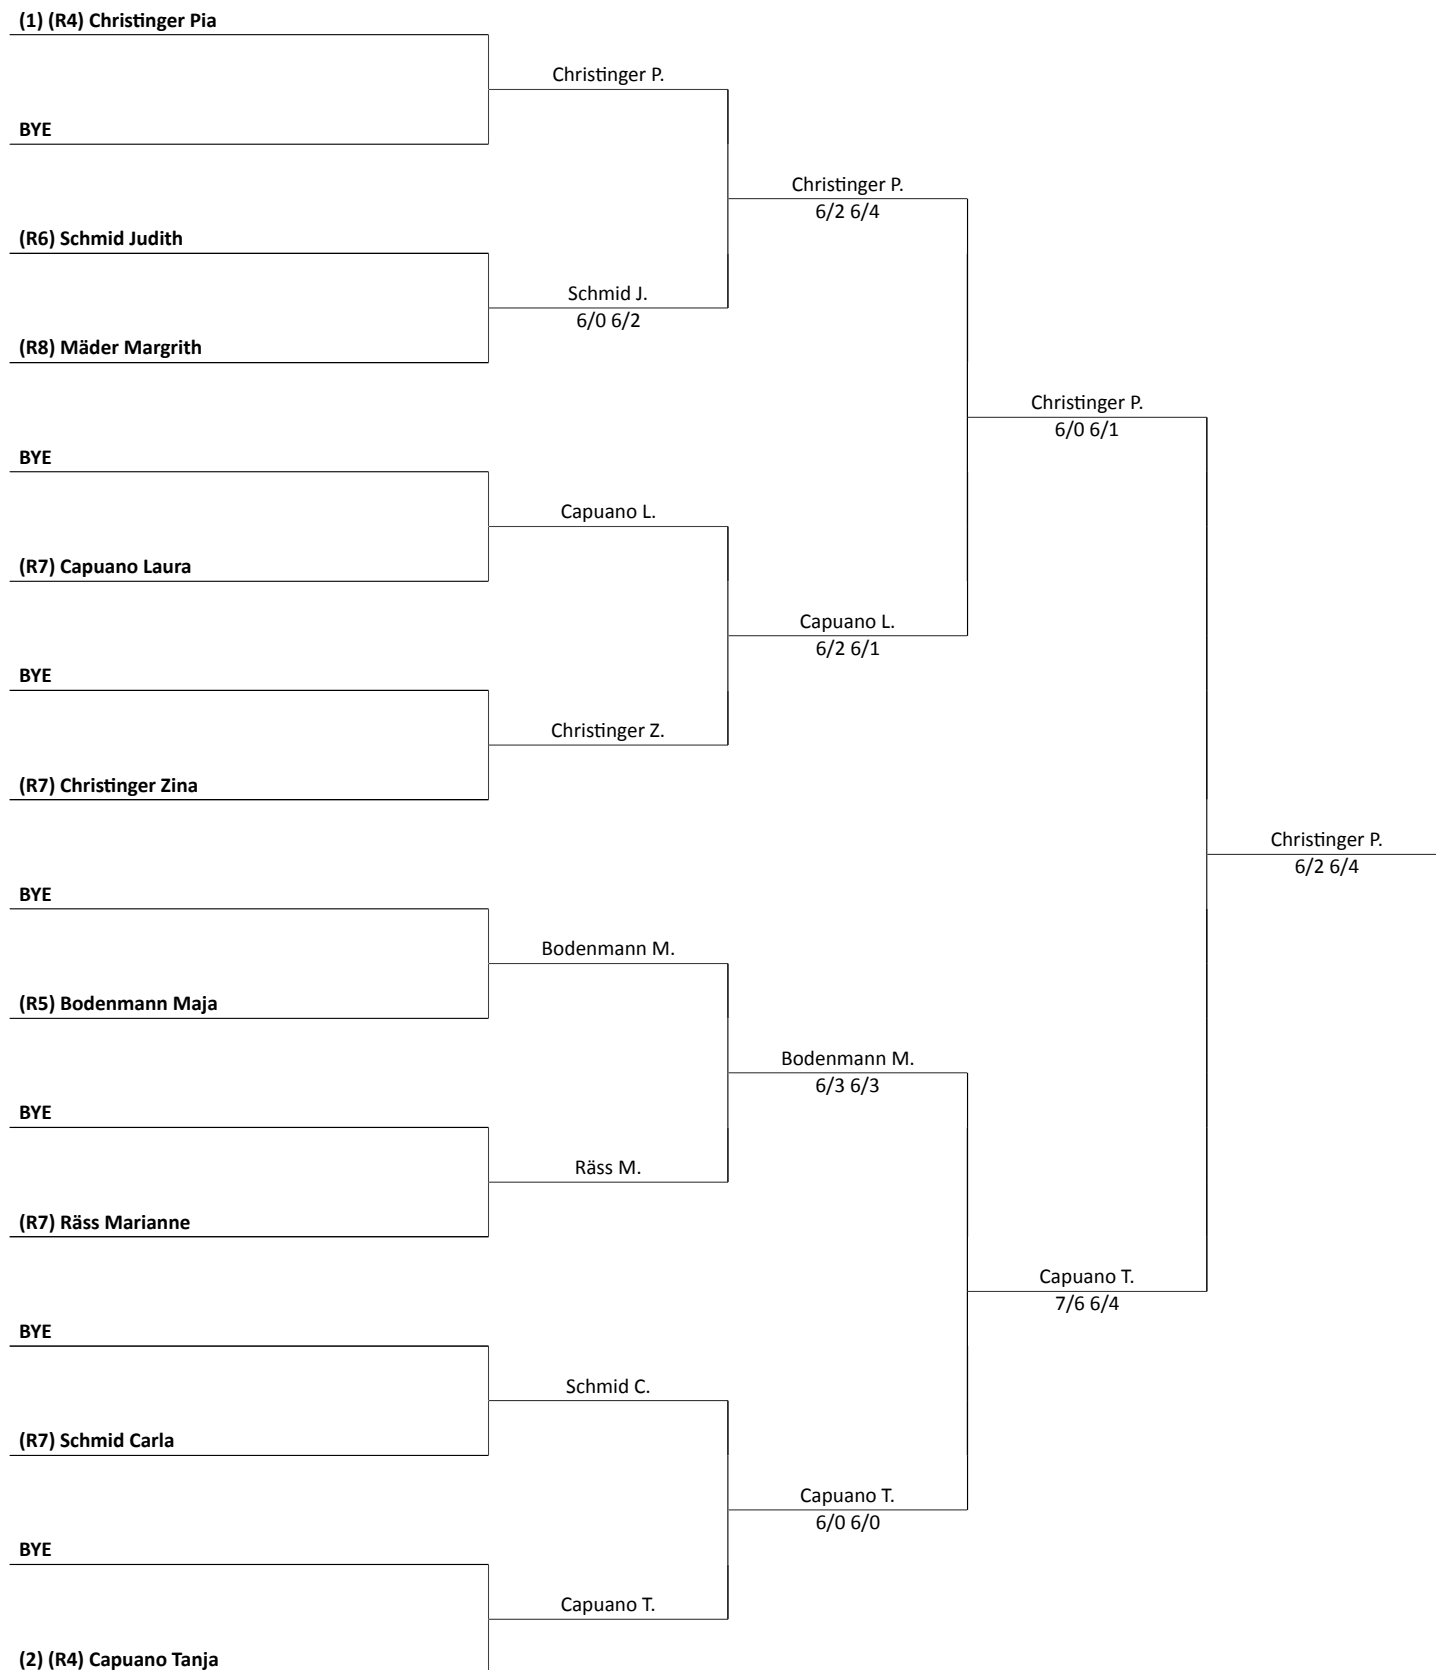 (1) (R4) Christinger Pia
Christinger P.
BYE
Christinger P.
6/2 6/4
(R6) Schmid Judith
Schmid J.
6/0 6/2
(R8) Mäder Margrith
Christinger P.
6/0 6/1
BYE
Capuano L.
(R7) Capuano Laura
Capuano L.
6/2 6/1
BYE
Christinger Z.
(R7) Christinger Zina
Christinger P.
6/2 6/4
BYE
Bodenmann M.
(R5) Bodenmann Maja
Bodenmann M.
6/3 6/3
BYE
Räss M.
(R7) Räss Marianne
Capuano T.
7/6 6/4
BYE
Schmid C.
(R7) Schmid Carla
Capuano T.
6/0 6/0
BYE
Capuano T.
(2) (R4) Capuano Tanja